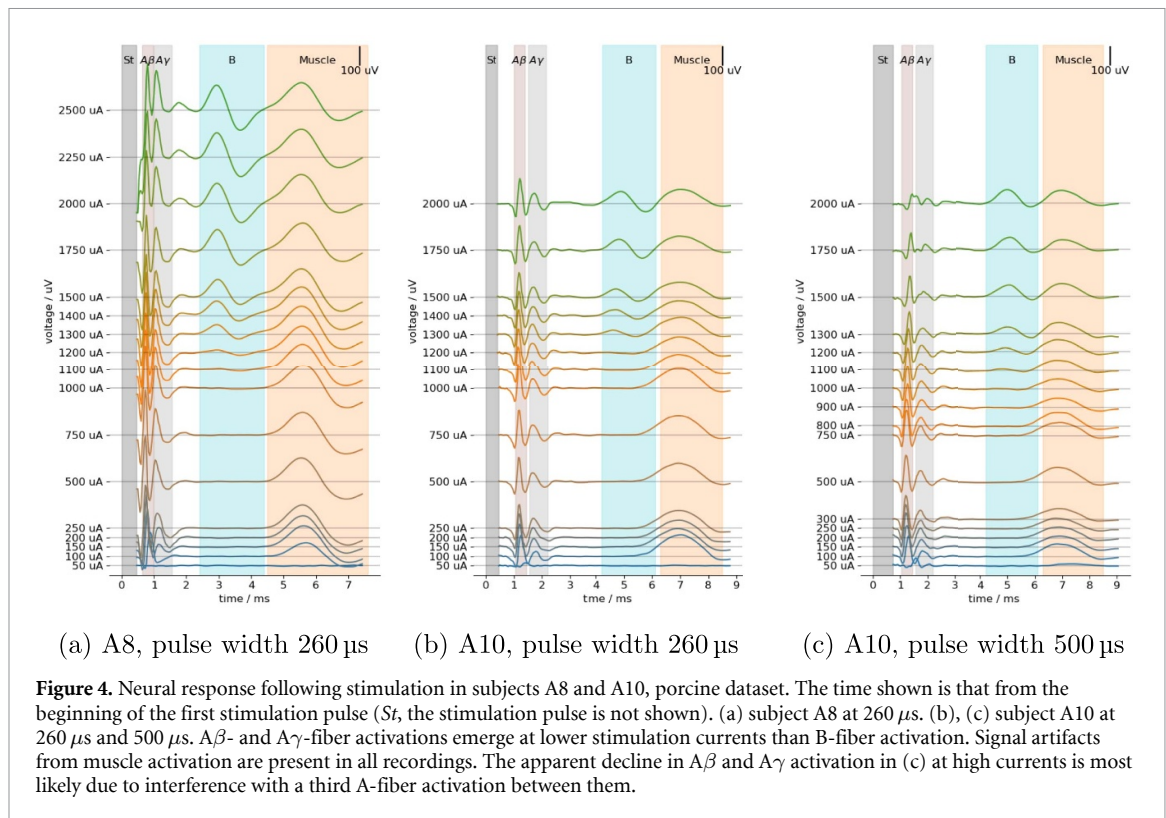 St Aβ Aγ B Muscle
100 uV
2500 uA
2250 uA
2000 uA
1750 uA
1500 uA
1400 uA
1300 uA
1200 uA
1100 uA
1000 uA
750 uA
500 uA
250 uA
200 uA
150 uA
100 uA
50 uA
voltage / uV
0 1 2 3 4 5 6 7
time / ms
St Aβ Aγ B Muscle
100 uV
2000 uA
1750 uA
1500 uA
1400 uA
1300 uA
1200 uA
1100 uA
1000 uA
750 uA
500 uA
250 uA
200 uA
150 uA
100 uA
50 uA
voltage / uV
0 1 2 3 4 5 6 7 8 9
tme / ms
St Aβ Aγ B Muscle
100 uV
2000 uA
1750 uA
1500 uA
1300 uA
1200 uA
1100 uA
1000 uA
900 uA
800 uA
750 uA
500 uA
300 uA
250 uA
200 uA
150 uA
100 uA
50 uA
voltage / uV
0 1 2 3 4 5 6 7 8 9
time / ms
(a) A8, pulse width 260 µs
(b) A10, pulse width 260 µs
(c) A10, pulse width 500 µs
Figure 4. Neural response following stimulation in subjects A8 and A10, porcine dataset. The time shown is that from the
beginning of the first stimulation pulse (St, the stimulation pulse is not shown). (a) subject A8 at 260 µs. (b), (c) subject A10 at
260 µs and 500 µs. Aβ- and Aγ-fiber activations emerge at lower stimulation currents than B-fiber activation. Signal artifacts
from muscle activation are present in all recordings. The apparent decline in Aβ and Aγ activation in (c) at high currents is most
likely due to interference with a third A-fiber activation between them.